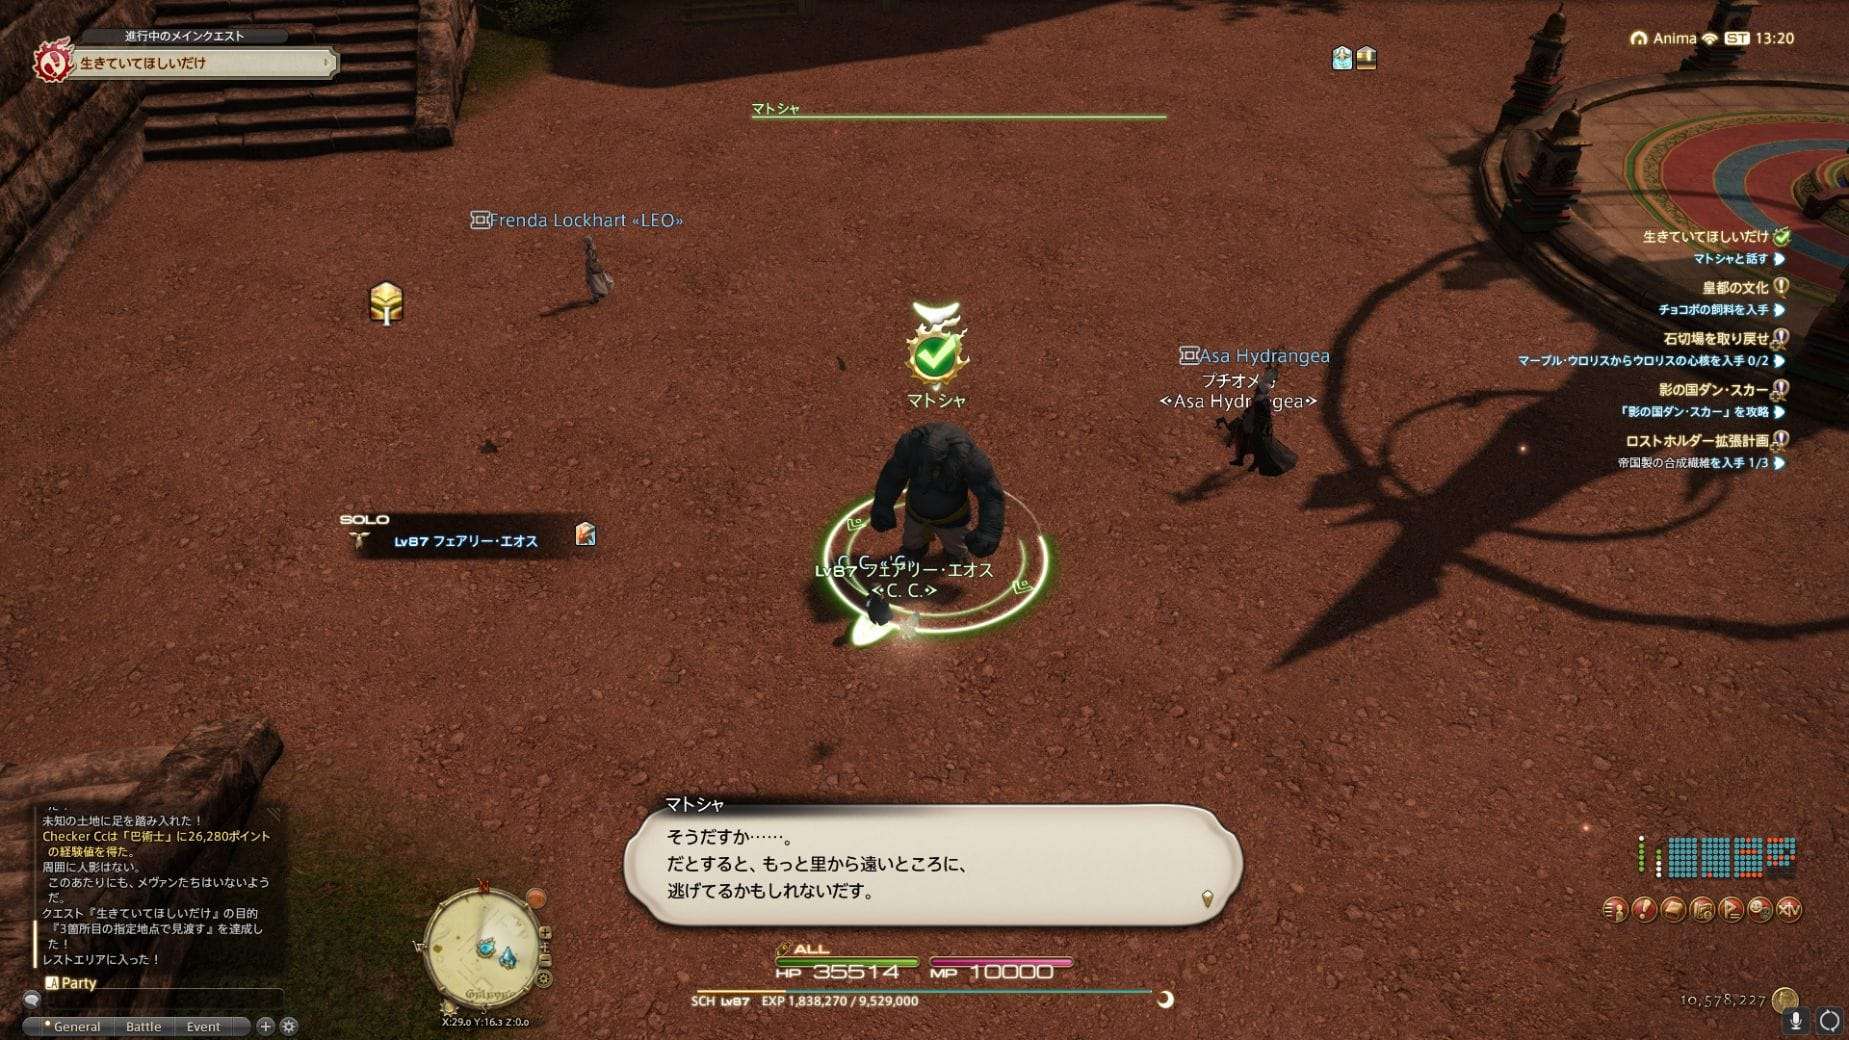 進行中のメインクエスト
生きていてほしいだけ
Anima ST 13:20
マトシャ
Frenda Lockhart «LEO»
生きていてほしいだけ
マトシャと話す
皇都の文化
チョコボの飼料を入手
石切場を取り戻せ
マーブル・ウロリスからウロリスの心核を入手 0/2
影の国ダン・スカー
「影の国ダン・スカー」を攻略
ロストホルダー拡張計画
帝国製の合成繊維を入手 1/3
Asa Hydrangea
プチオメガ
マトシャ
SOLO
Lv87 フェアリー・エオス
Lv87 フェアリー・エオス
«C. C.»
マトシャ
そうだすか……。
だとすると、もっと里から遠いところに、
逃げてるかもしれないだす。
未知の土地に足を踏み入れた！
Checker Ccは「巴術士」に26,280ポイント
の経験値を得た。
周囲に人影はない。
このあたりにも、メヴァンたちはいないよう
だ。
クエスト『生きていてほしいだけ』の目的
『3箇所目の指定地点で見渡す』を達成し
た！
レストエリアに入った！
Party
General Battle Event
X:29.0 Y:16.3 Z:0.0
ALL
HP 35514 MP 10000
SCH Lv87 EXP 1,838,270 / 9,529,000
10,578,227